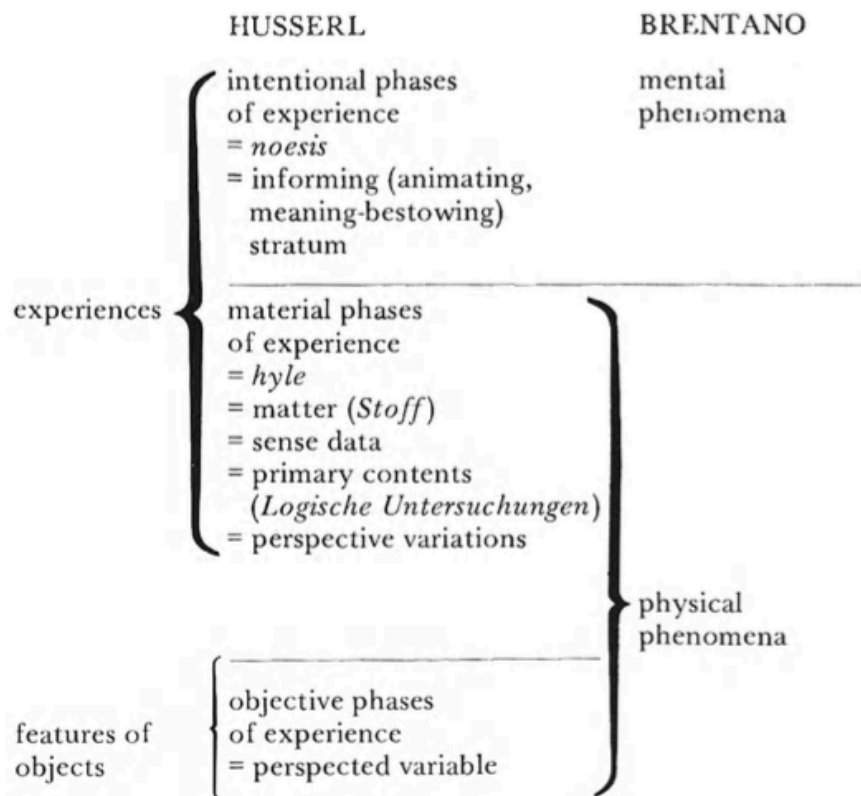 HUSSERL BRENTANO
intentional phases mental
of experience phenomena
= noesis
= informing (animating,
meaning-bestowing)
stratum
experiences material phases
of experience
= hyle
= matter (Stoff)
= sense data
= primary contents
(Logische Untersuchungen)
= perspective variations
physical
phenomena
objective phases
features of of experience
objects = perspected variable